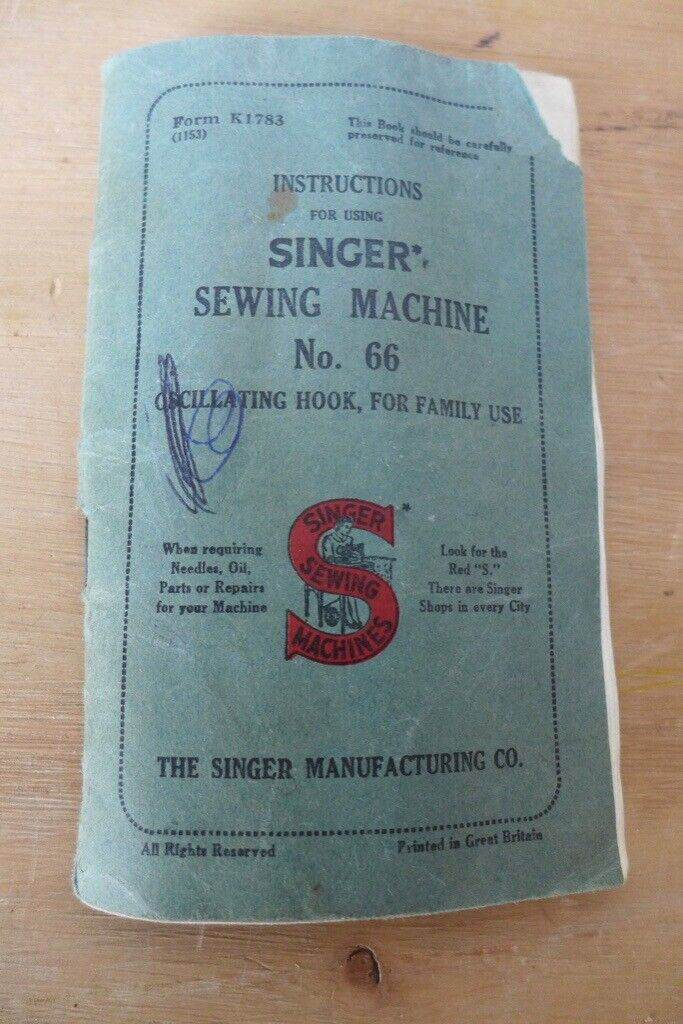 Form K1783
(1153)
This Book should be carefully
preserved for reference
INSTRUCTIONS
FOR USING
SINGER*
SEWING MACHINE
No. 66
OSCILLATING HOOK, FOR FAMILY USE
When requiring
Needles, Oil,
Parts or Repairs
for your Machine
SINGER
SEWING
MACHINES
*
Look for the
Red "S."
There are Singer
Shops in every City
THE SINGER MANUFACTURING CO.
All Rights Reserved
Printed in Great Britain